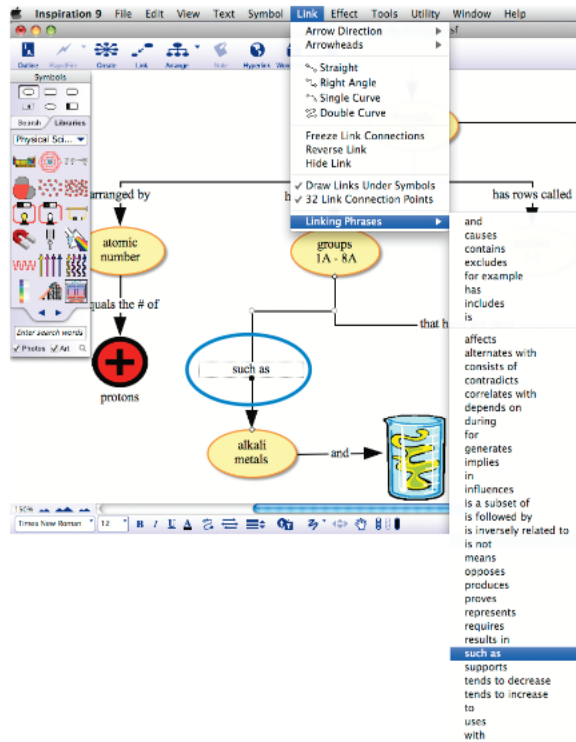 Inspiration 9 File Edit View Text Symbol Link Effect Tools Utility Window Help
Outline RapidFire Create Link Arrange Note Hyperlink
Symbols
Search Libraries
Physical Sci...
Enter search words
Photos Art
Arrow Direction
Arrowheads
Straight
Right Angle
Single Curve
Double Curve
Freeze Link Connections
Reverse Link
Hide Link
Draw Links Under Symbols
32 Link Connection Points
Linking Phrases
and
causes
contains
excludes
for example
has
includes
is
affects
alternates with
consists of
contradicts
correlates with
depends on
during
for
generates
implies
in
influences
is a subset of
is followed by
is inversely related to
is not
means
opposes
produces
proves
represents
requires
results in
such as
supports
tends to decrease
tends to increase
to
uses
with
arranged by
has rows called
atomic
number
groups
1A - 8A
equals the # of
that h
protons
such as
alkali
metals
and
150%
Times New Roman 12 B I U A